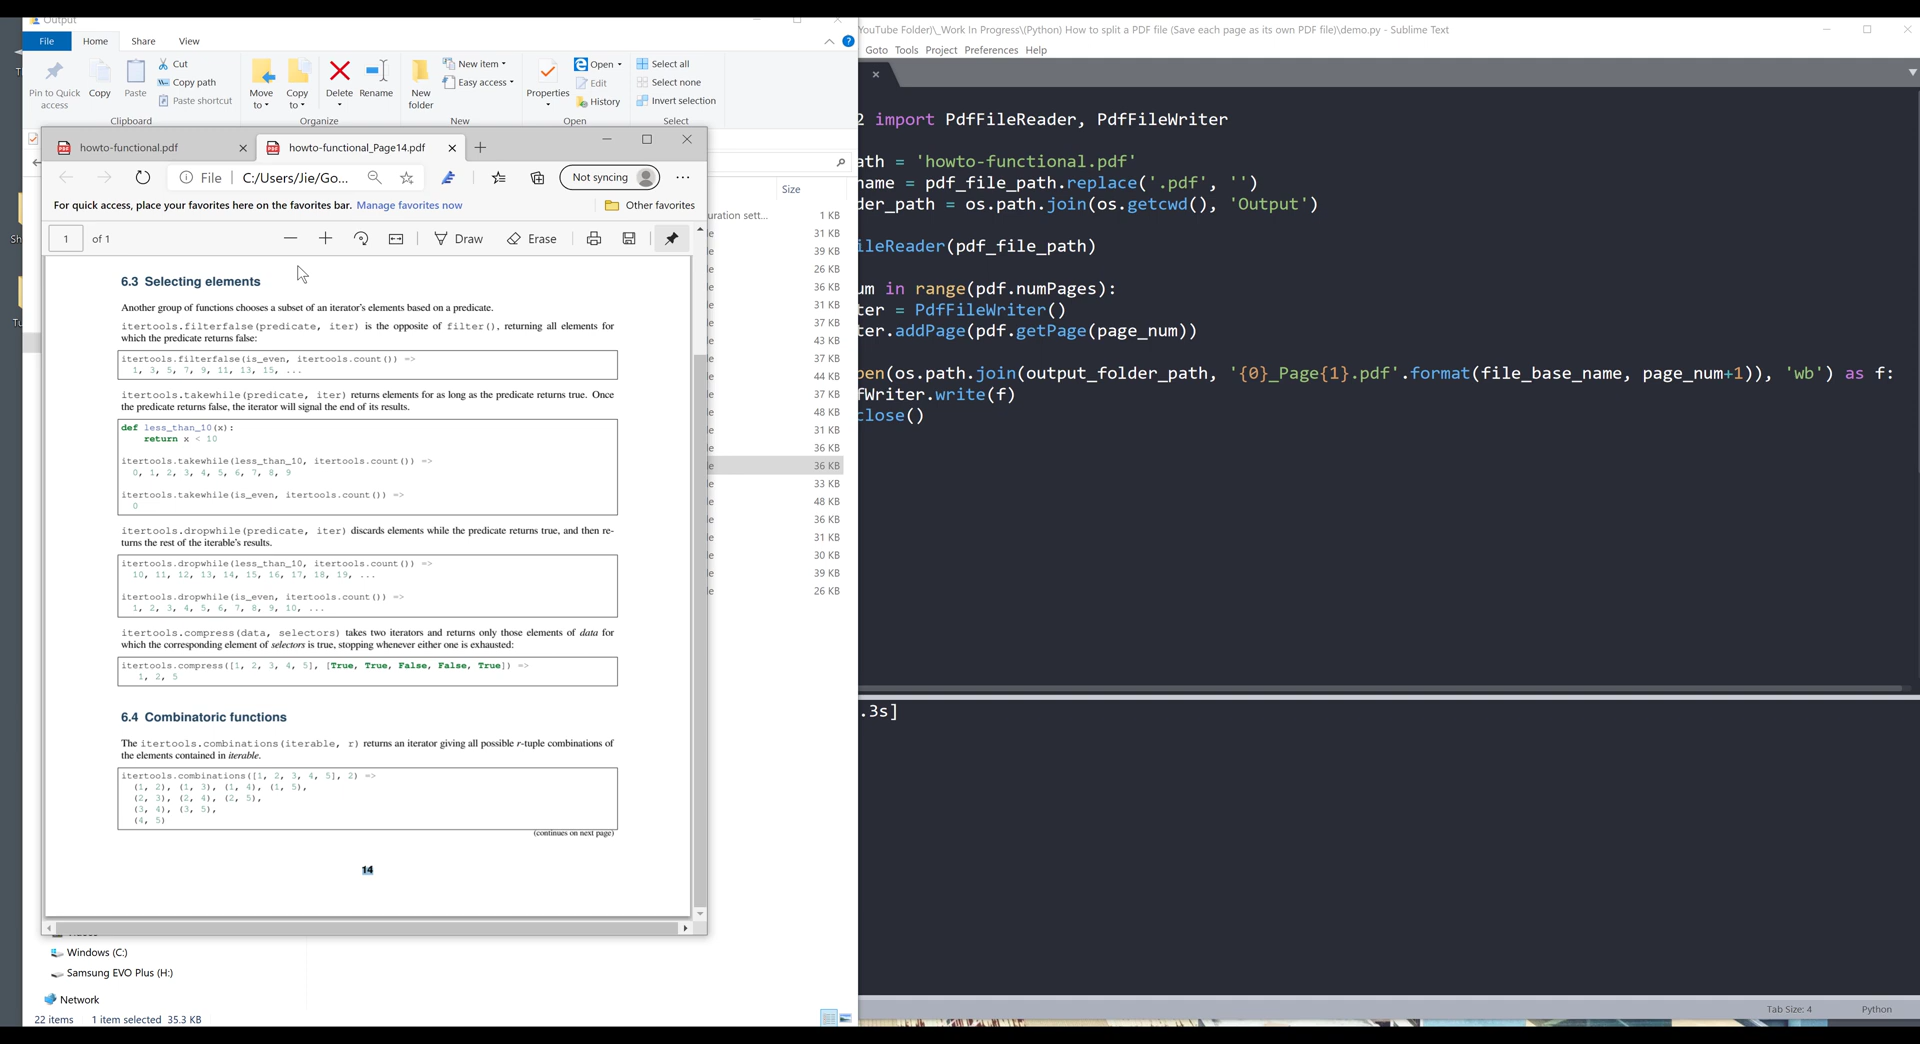 Output
File Home Share View
Pin to Quick access
Copy
Paste
Cut
Copy path
Paste shortcut
Clipboard
Move to
Copy to
Delete
Rename
Organize
New folder
New item
Easy access
New
Properties
Open
Edit
History
Open
Select all
Select none
Invert selection
Select
howto-functional.pdf
howto-functional_Page14.pdf
File C:/Users/Jie/Go...
Not syncing
For quick access, place your favorites here on the favorites bar. Manage favorites now
Other favorites
1 of 1
Draw
Erase
6.3 Selecting elements
Another group of functions chooses a subset of an iterator's elements based on a predicate.
itertools.filterfalse(predicate, iter) is the opposite of filter(), returning all elements for
which the predicate returns false:
itertools.filterfalse(is_even, itertools.count()) =>
1, 3, 5, 7, 9, 11, 13, 15, ...
itertools.takewhile(predicate, iter) returns elements for as long as the predicate returns true. Once
the predicate returns false, the iterator will signal the end of its results.
def less_than_10(x):
return x < 10
itertools.takewhile(less_than_10, itertools.count()) =>
0, 1, 2, 3, 4, 5, 6, 7, 8, 9
itertools.takewhile(is_even, itertools.count()) =>
0
itertools.dropwhile(predicate, iter) discards elements while the predicate returns true, and then re-
turns the rest of the iterable's results.
itertools.dropwhile(less_than_10, itertools.count()) =>
10, 11, 12, 13, 14, 15, 16, 17, 18, 19, ...
itertools.dropwhile(is_even, itertools.count()) =>
1, 2, 3, 4, 5, 6, 7, 8, 9, 10, ...
itertools.compress(data, selectors) takes two iterators and returns only those elements of data for
which the corresponding element of selectors is true, stopping whenever either one is exhausted:
itertools.compress([1, 2, 3, 4, 5], [True, True, False, False, True]) =>
1, 2, 5
6.4 Combinatoric functions
The itertools.combinations(iterable, r) returns an iterator giving all possible r-tuple combinations of
the elements contained in iterable.
itertools.combinations([1, 2, 3, 4, 5], 2) =>
(1, 2), (1, 3), (1, 4), (1, 5),
(2, 3), (2, 4), (2, 5),
(3, 4), (3, 5),
(4, 5)
(continues on next page)
14
Size
uration sett... 1 KB
le 31 KB
le 39 KB
le 26 KB
le 36 KB
le 31 KB
le 37 KB
le 43 KB
le 37 KB
le 44 KB
le 37 KB
le 48 KB
le 31 KB
le 36 KB
le 36 KB
le 33 KB
le 48 KB
le 36 KB
le 31 KB
le 30 KB
le 39 KB
le 26 KB
Windows (C:)
Samsung EVO Plus (H:)
Network
22 items 1 item selected 35.3 KB
YouTube Folder)\_Work In Progress\(Python) How to split a PDF file (Save each page as its own PDF file)\demo.py - Sublime Text
Goto Tools Project Preferences Help
2 import PdfFileReader, PdfFileWriter
ath = 'howto-functional.pdf'
name = pdf_file_path.replace('.pdf', '')
der_path = os.path.join(os.getcwd(), 'Output')
ileReader(pdf_file_path)
um in range(pdf.numPages):
ter = PdfFileWriter()
ter.addPage(pdf.getPage(page_num))
pen(os.path.join(output_folder_path, '{0}_Page{1}.pdf'.format(file_base_name, page_num+1)), 'wb') as f:
fWriter.write(f)
close()
.3s]
Tab Size: 4 Python